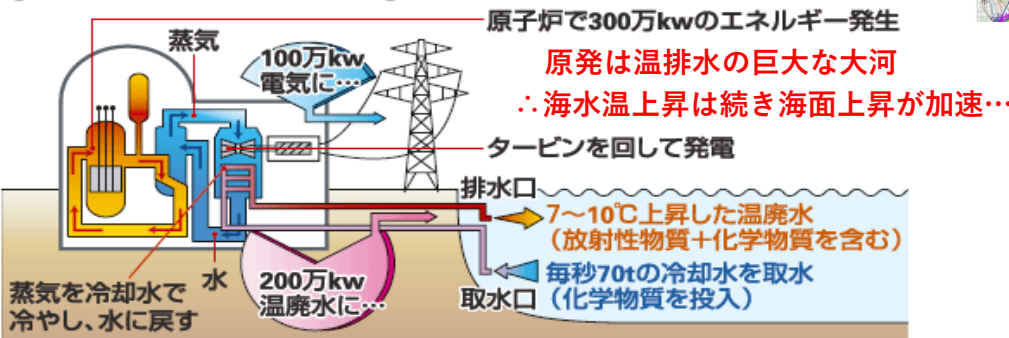 原子炉で300万kwのエネルギー発生
蒸気
100万kw
電気に…
原発は温排水の巨大な大河
∴海水温上昇は続き海面上昇が加速…
タービンを回して発電
排水口
7〜10℃上昇した温廃水
（放射性物質+化学物質を含む）
毎秒70tの冷却水を取水
（化学物質を投入）
取水口
水
200万kw
温廃水に…
蒸気を冷却水で
冷やし、水に戻す